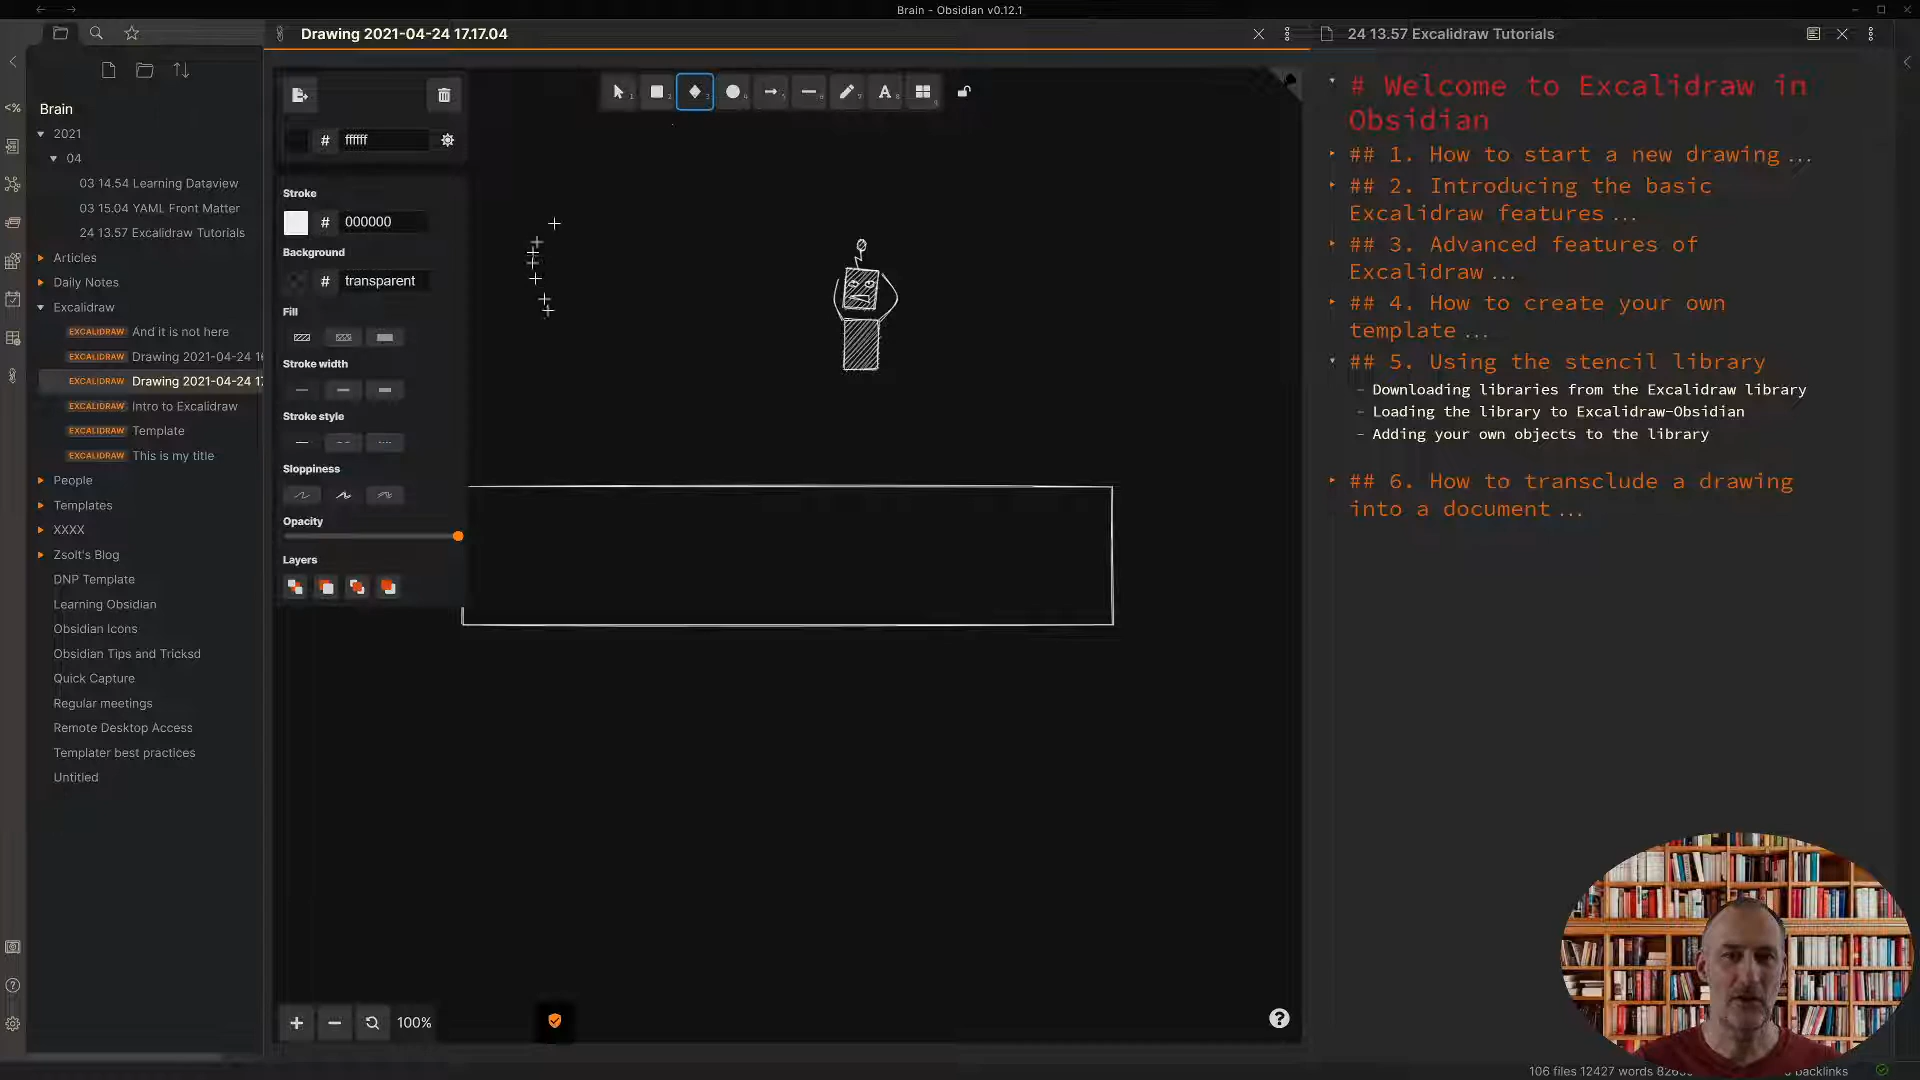 Brain - Obsidian v0.12.1
Drawing 2021-04-24 17.17.04
24 13.57 Excalidraw Tutorials
Brain
2021
04
03 14.54 Learning Dataview
03 15.04 YAML Front Matter
24 13.57 Excalidraw Tutorials
Articles
Daily Notes
Excalidraw
EXCALIDRAW And it is not here
EXCALIDRAW Drawing 2021-04-24 1
EXCALIDRAW Drawing 2021-04-24 1
EXCALIDRAW Intro to Excalidraw
EXCALIDRAW Template
EXCALIDRAW This is my title
People
Templates
XXXX
Zsolt's Blog
DNP Template
Learning Obsidian
Obsidian Icons
Obsidian Tips and Tricksd
Quick Capture
Regular meetings
Remote Desktop Access
Templater best practices
Untitled
# ffffff
Stroke
# 000000
Background
# transparent
Fill
Stroke width
Stroke style
Sloppiness
Opacity
Layers
100%
# Welcome to Excalidraw in
Obsidian
## 1. How to start a new drawing ...
## 2. Introducing the basic
Excalidraw features ...
## 3. Advanced features of
Excalidraw ...
## 4. How to create your own
template ...
## 5. Using the stencil library
- Downloading libraries from the Excalidraw library
- Loading the library to Excalidraw-Obsidian
- Adding your own objects to the library
## 6. How to transclude a drawing
into a document ...
106 files 12427 words
backlinks